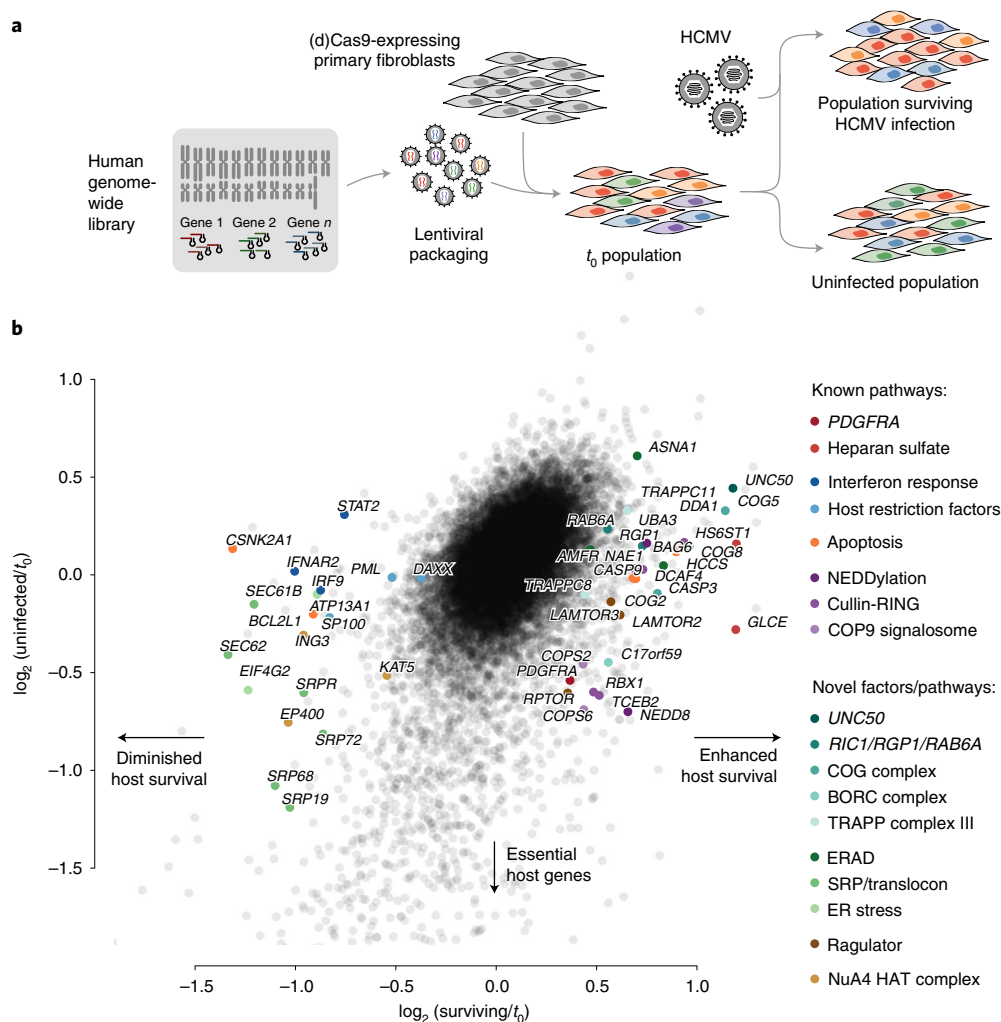 a
(d)Cas9-expressing
primary fibroblasts
HCMV
Population surviving
HCMV infection
Human
genome-
wide
library
Gene 1 Gene 2 Gene n
Lentiviral
packaging
t0 population
Uninfected population
b
1.0
0.5
0.0
−0.5
−1.0
−1.5
log2 (uninfected/t0)
−1.5 −1.0 −0.5 0.0 0.5 1.0
log2 (surviving/t0)
ASNA1
UNC50
TRAPPC11
DDA1 COG5
STAT2
RAB6A UBA3
RGP1 HS6ST1
CSNK2A1
AMFR NAE1 BAG6 COG8
IFNAR2 PML DAXX
CASP9 HCCS
IRF9
DCAF4
SEC61B
TRAPPC8 CASP3
ATP13A1
COG2
BCL2L1 SP100
LAMTOR3 LAMTOR2
ING3
GLCE
SEC62
COPS2 C17orf59
KAT5
PDGFRA
EIF4G2 SRPR
RBX1
RPTOR TCEB2
EP400
COPS6 NEDD8
SRP72
SRP68
SRP19
Diminished
host survival
Enhanced
host survival
Essential
host genes
Known pathways:
PDGFRA
Heparan sulfate
Interferon response
Host restriction factors
Apoptosis
NEDDylation
Cullin-RING
COP9 signalosome
Novel factors/pathways:
UNC50
RIC1/RGP1/RAB6A
COG complex
BORC complex
TRAPP complex III
ERAD
SRP/translocon
ER stress
Ragulator
NuA4 HAT complex